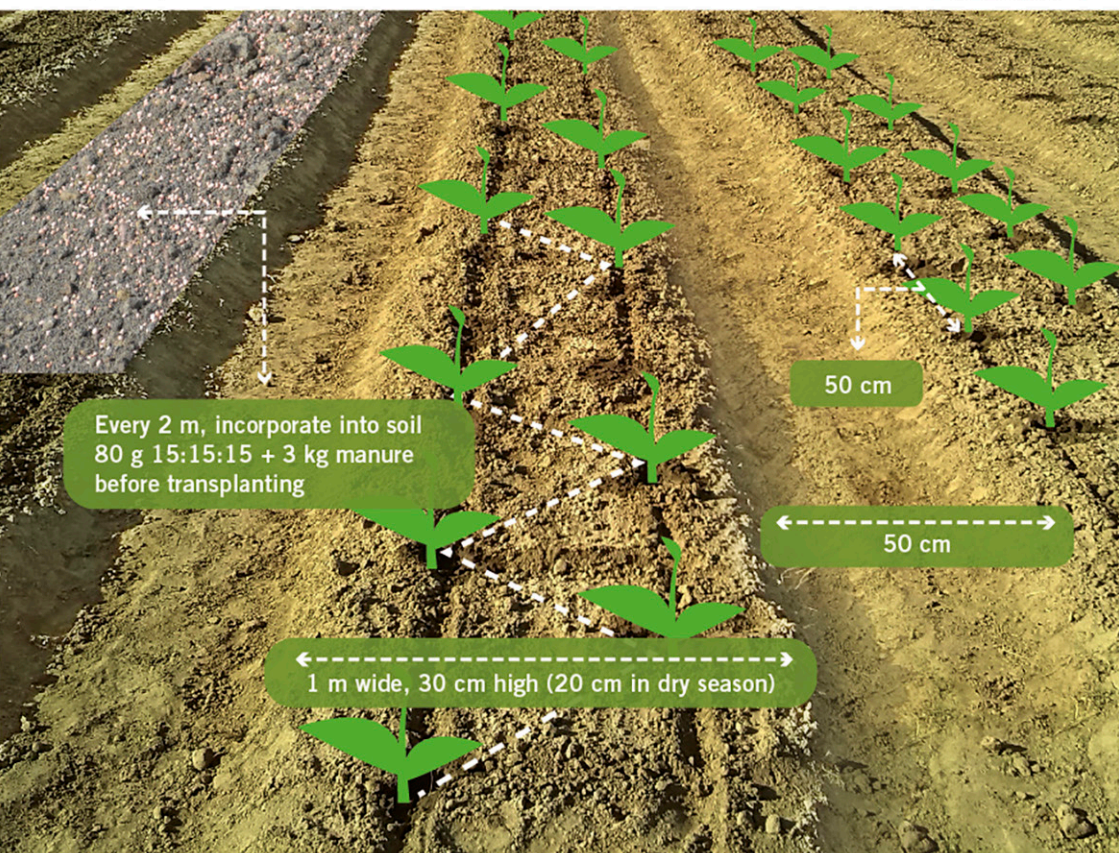 50 cm
Every 2 m, incorporate into soil
80 g 15:15:15 + 3 kg manure
before transplanting
50 cm
1 m wide, 30 cm high (20 cm in dry season)